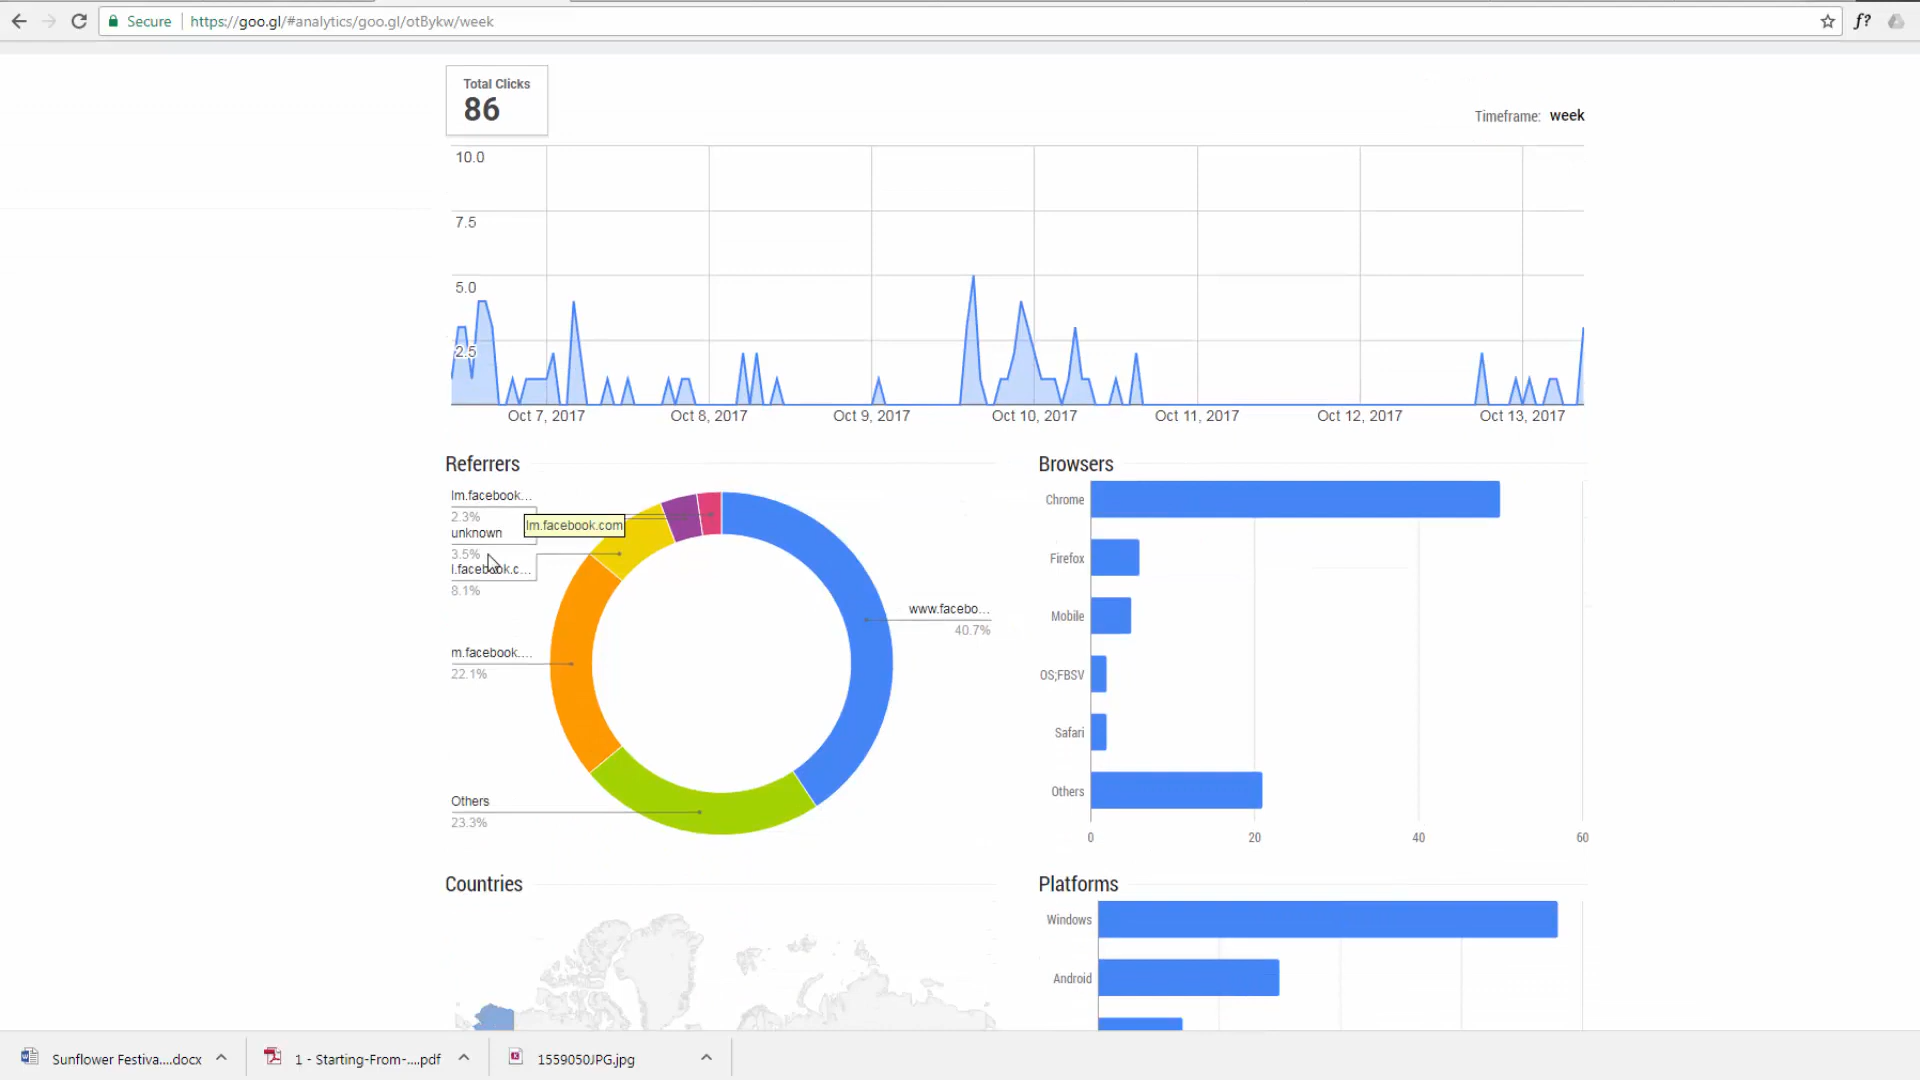 Secure
https://goo.gl/#analytics/goo.gl/otBykw/week
f?
Total Clicks
86
Timeframe: week
10.0
7.5
5.0
2.5
Oct 7, 2017
Oct 8, 2017
Oct 9, 2017
Oct 10, 2017
Oct 11, 2017
Oct 12, 2017
Oct 13, 2017
Referrers
lm.facebook...
2.3%
unknown
3.5%
lm.facebook.com
l.facebook.c...
8.1%
www.facebo...
40.7%
m.facebook....
22.1%
Others
23.3%
Browsers
Chrome
Firefox
Mobile
OS;FBSV
Safari
Others
0
20
40
60
Countries
Platforms
Windows
Android
Sunflower Festiva....docx
1 - Starting-From-....pdf
1559050JPG.jpg